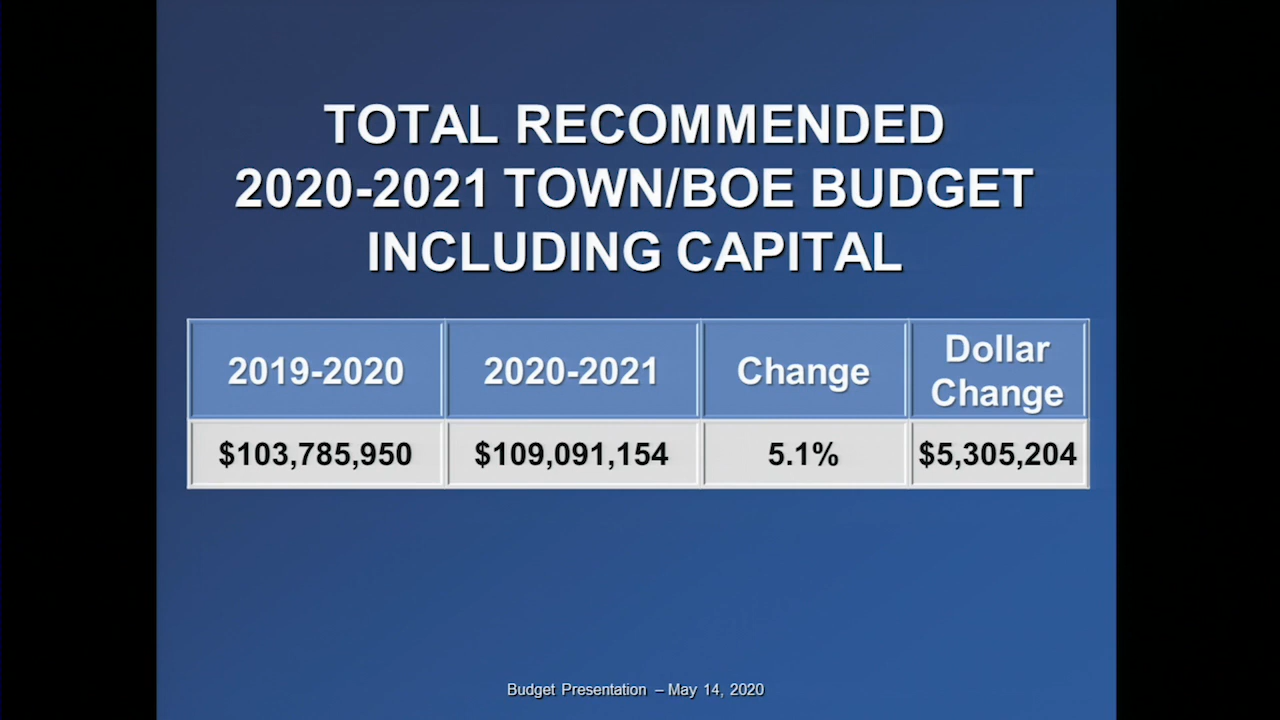 TOTAL RECOMMENDED
2020-2021 TOWN/BOE BUDGET
INCLUDING CAPITAL
2019-2020 2020-2021 Change Dollar Change
$103,785,950 $109,091,154 5.1% $5,305,204
Budget Presentation – May 14, 2020